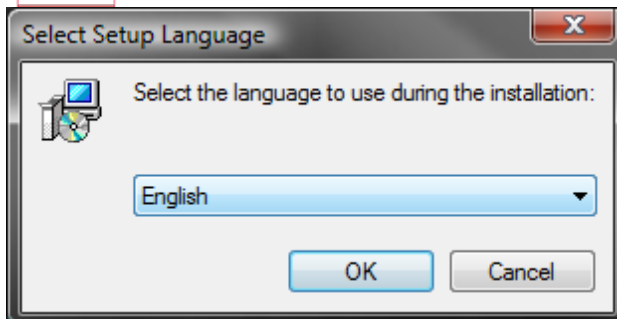 Select Setup Language
Select the language to use during the installation:
English
OK
Cancel